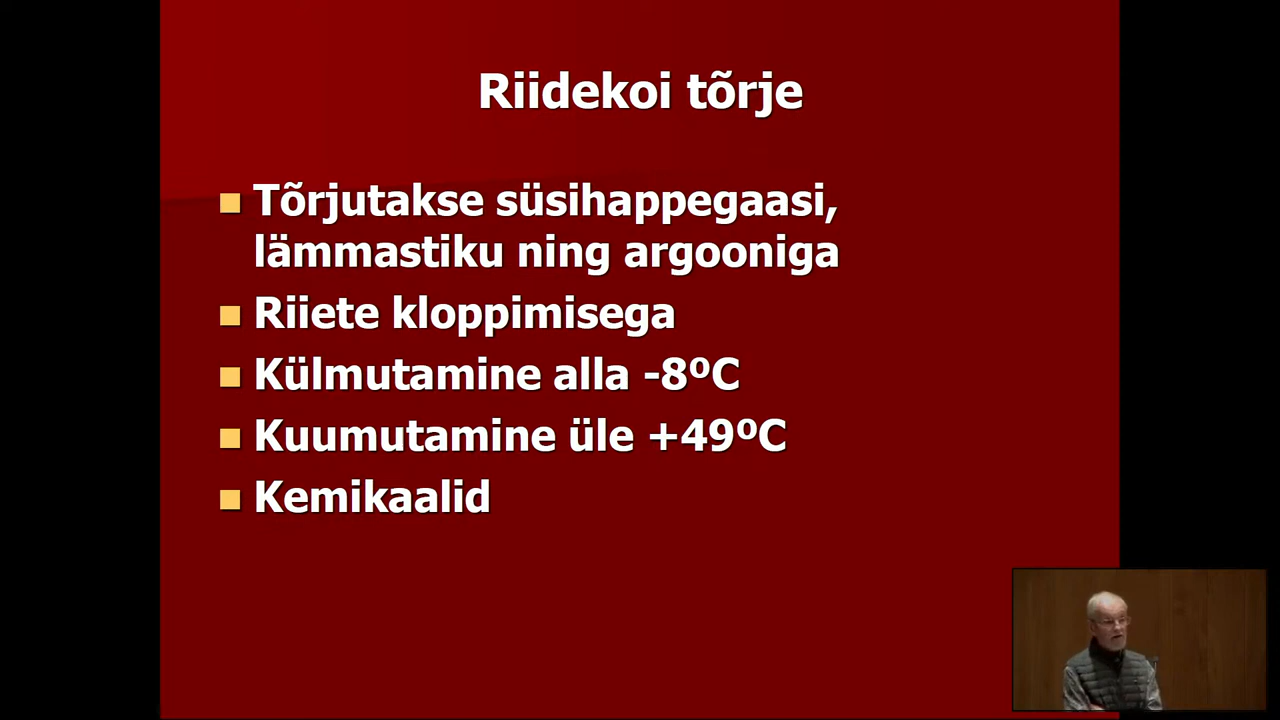 Riidekoi tõrje
Tõrjutakse süsihappegaasi,
lämmastiku ning argooniga
Riiete kloppimisega
Külmutamine alla -8ºC
Kuumutamine üle +49ºC
Kemikaalid